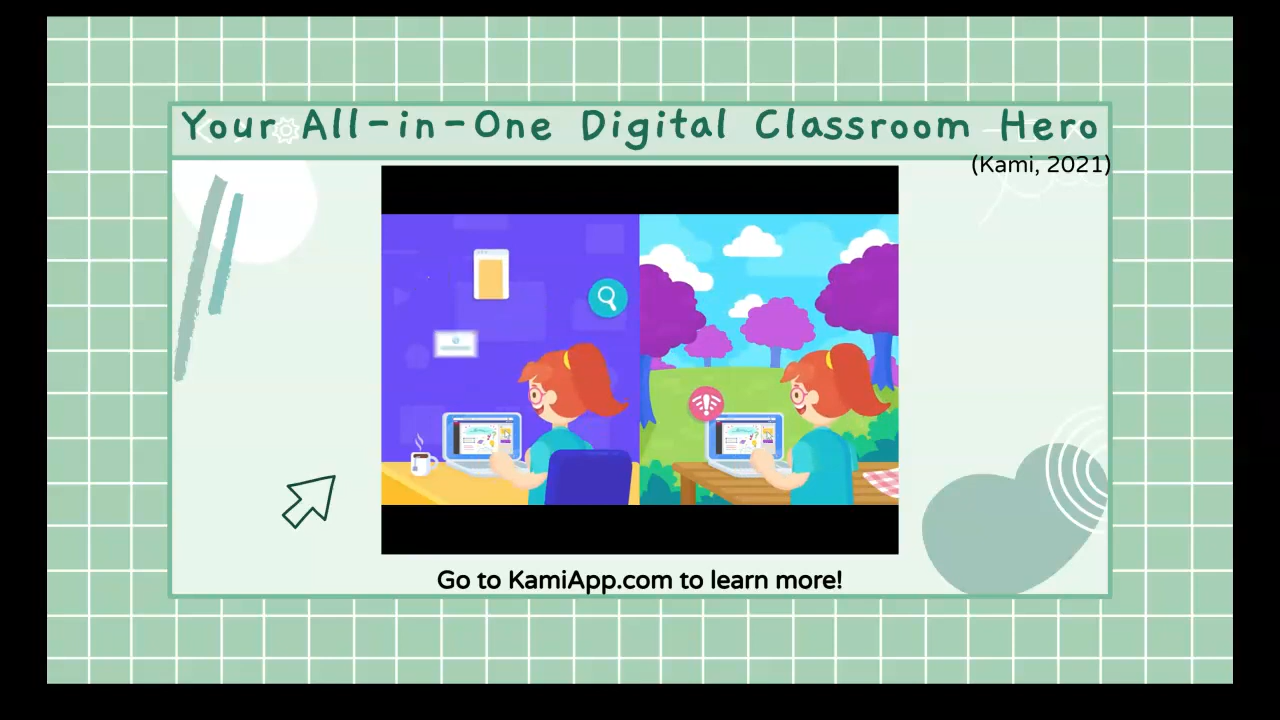 Your All-in-One Digital Classroom Hero
(Kami, 2021)
Go to KamiApp.com to learn more!